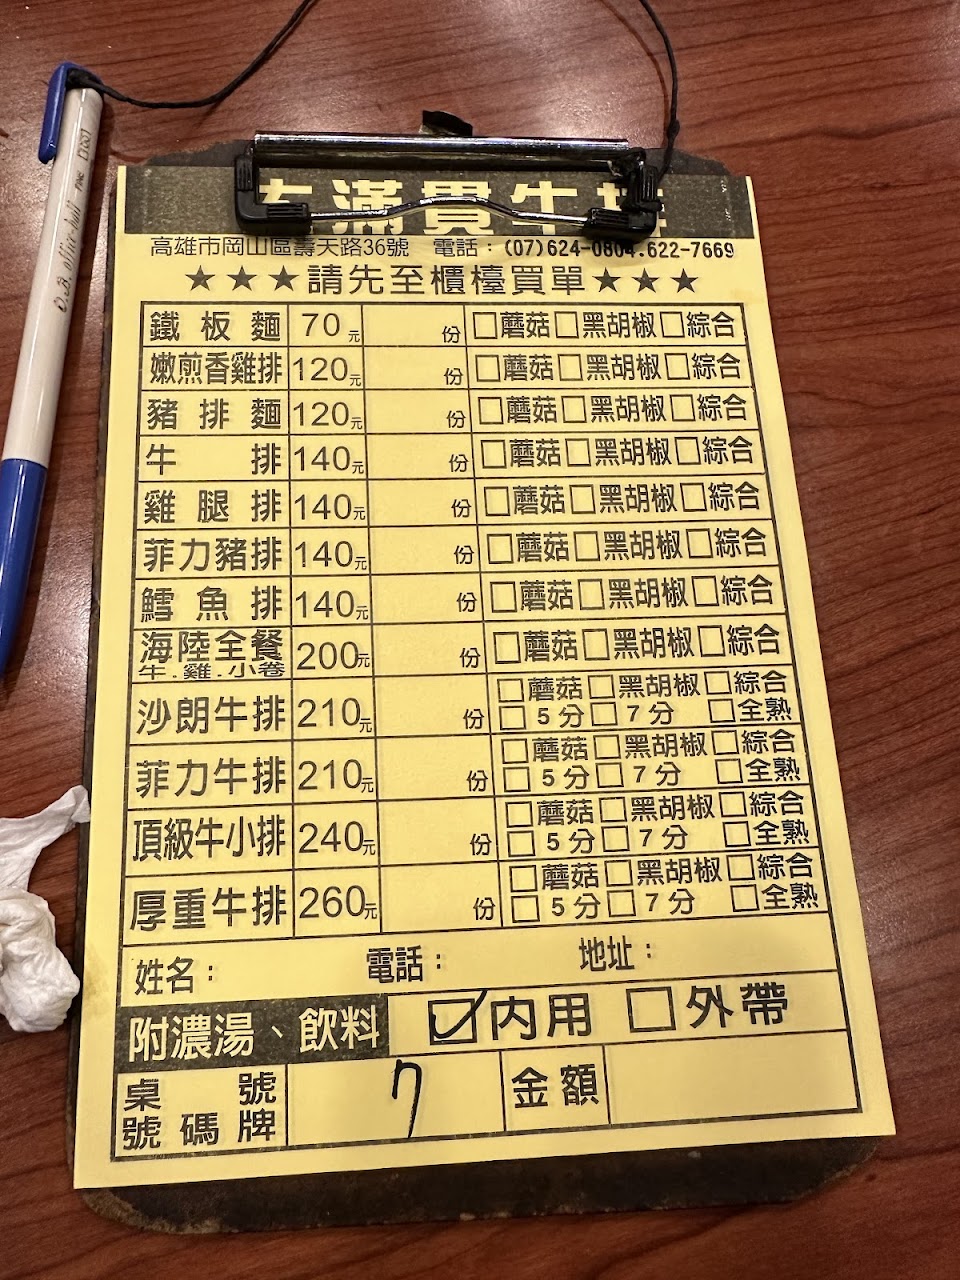 滿貫牛排
高雄市岡山區壽天路36號 電話：(07)624-0804.622-7669
★★★請先至櫃檯買單★★★
鐵板麵 70元 份 □蘑菇□黑胡椒□綜合
嫩煎香雞排 120元 份 □蘑菇□黑胡椒□綜合
豬排麵 120元 份 □蘑菇□黑胡椒□綜合
牛排 140元 份 □蘑菇□黑胡椒□綜合
雞腿排 140元 份 □蘑菇□黑胡椒□綜合
菲力豬排 140元 份 □蘑菇□黑胡椒□綜合
鱈魚排 140元 份 □蘑菇□黑胡椒□綜合
海陸全餐 200元 份 □蘑菇□黑胡椒□綜合
牛.雞.小卷
沙朗牛排 210元 份 □蘑菇□黑胡椒□綜合
□5分□7分 □全熟
菲力牛排 210元 份 □蘑菇□黑胡椒□綜合
□5分□7分 □全熟
頂級牛小排 240元 份 □蘑菇□黑胡椒□綜合
□5分□7分 □全熟
厚重牛排 260元 份 □蘑菇□黑胡椒□綜合
□5分□7分 □全熟
姓名： 電話： 地址：
附濃湯、飲料 ☑內用 □外帶
桌號 7 金額
號碼牌
O.B. olive-ball